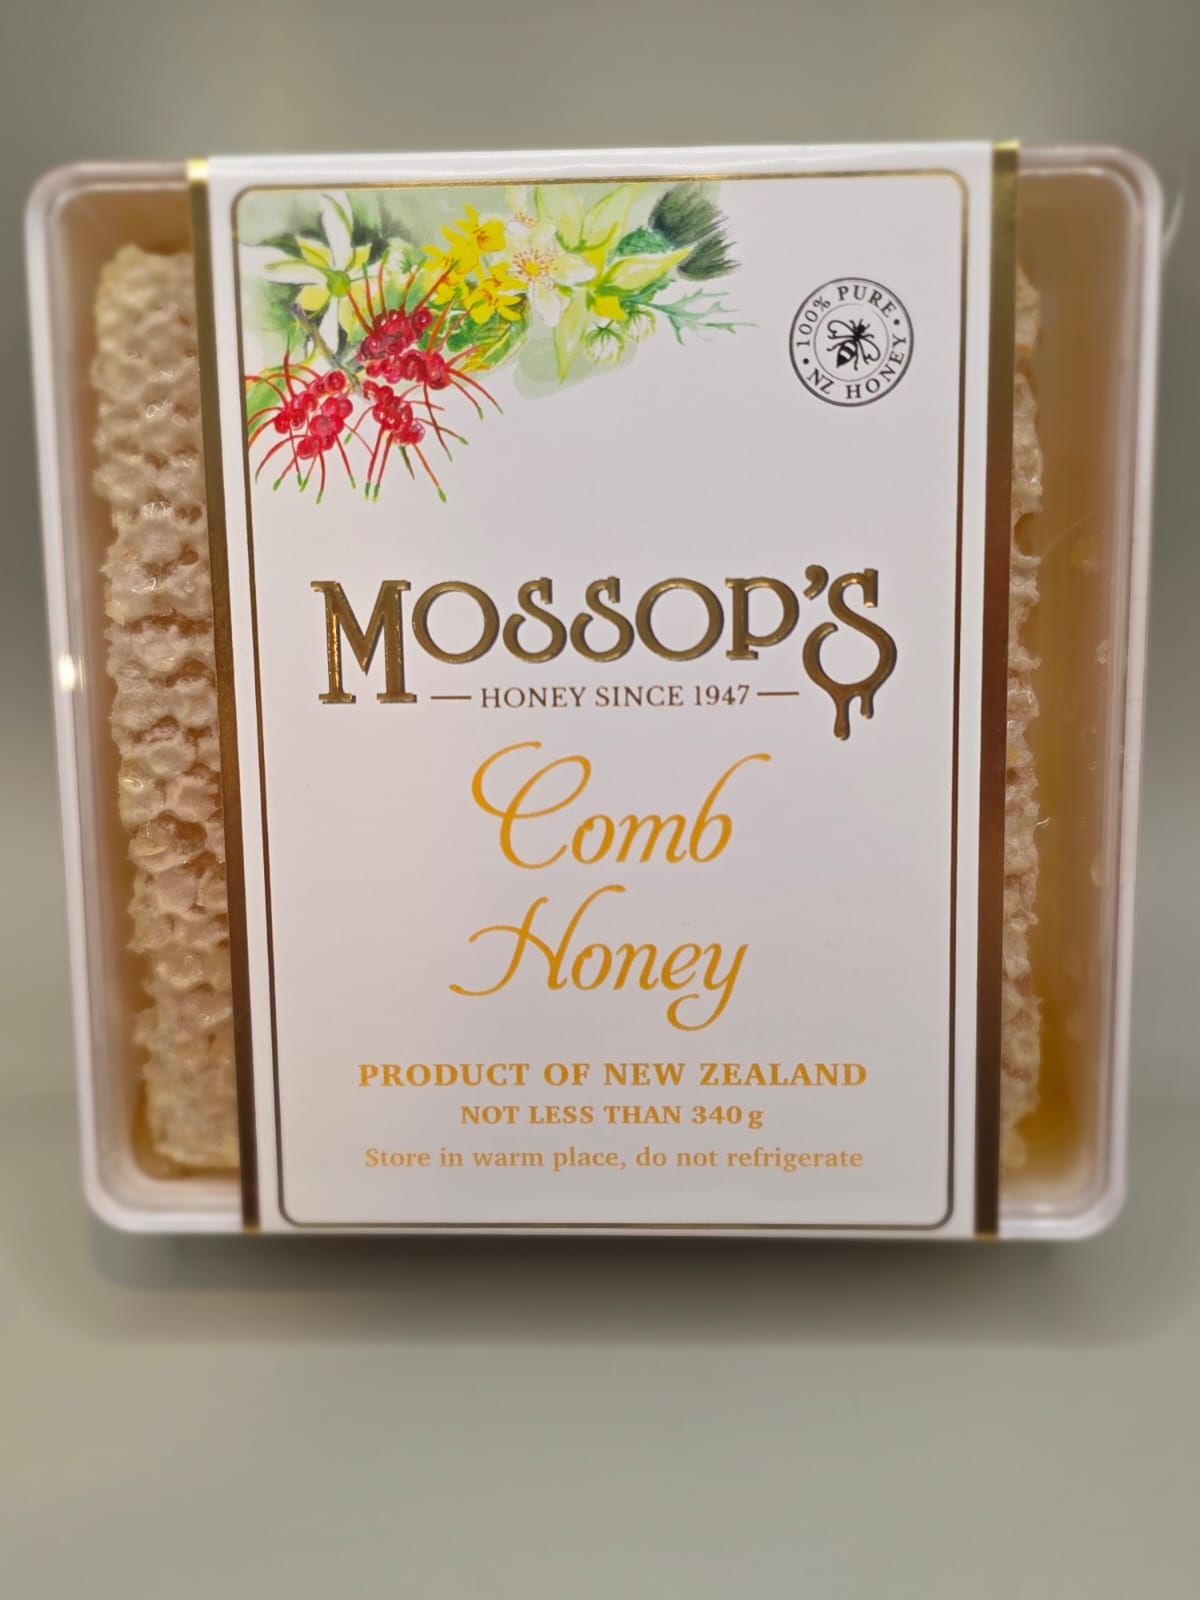 • 100% PURE •
NZ HONEY
MOSSOP'S
HONEY SINCE 1947
Comb
Honey
PRODUCT OF NEW ZEALAND
NOT LESS THAN 340 g
Store in warm place, do not refrigerate